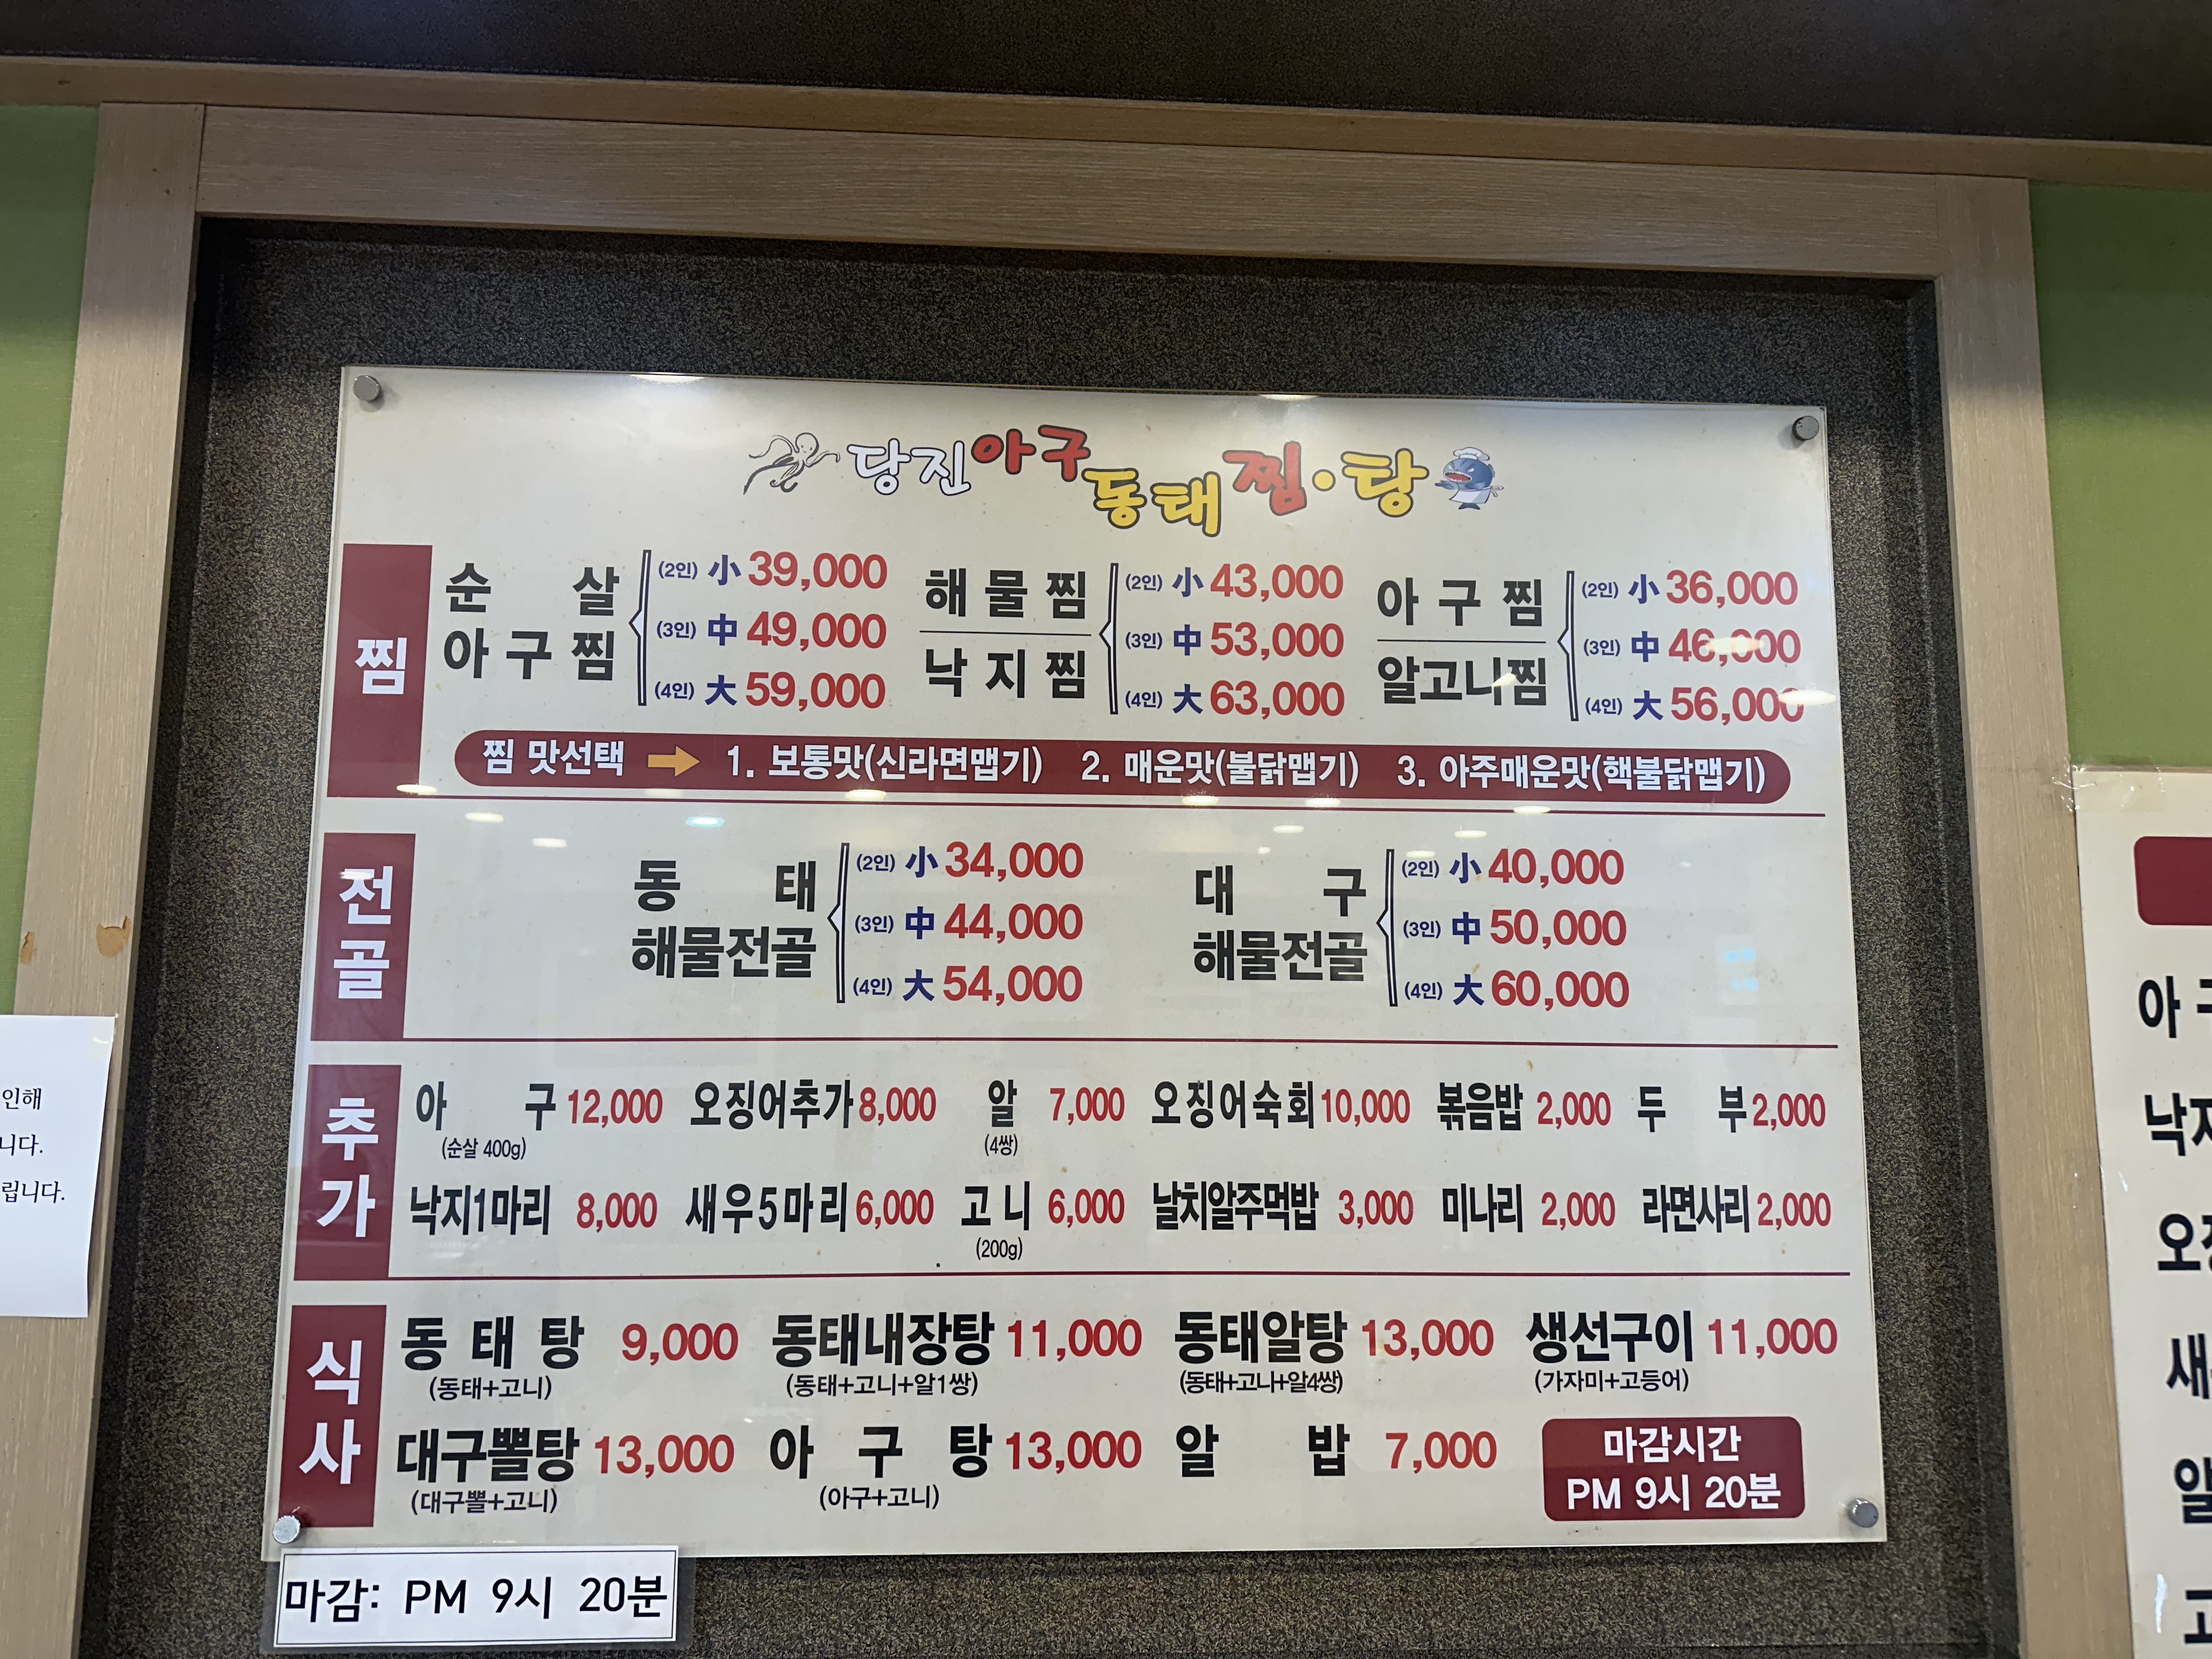 당진아구동태찜·탕
찜
순살아구찜 (2인) 小 39,000
(3인) 中 49,000
(4인) 大 59,000
해물찜
낙지찜
(2인) 小 43,000
(3인) 中 53,000
(4인) 大 63,000
아구찜
알고니찜
(2인) 小 36,000
(3인) 中 46,000
(4인) 大 56,000
찜 맛선택 → 1. 보통맛(신라면맵기) 2. 매운맛(불닭맵기) 3. 아주매운맛(핵불닭맵기)
전골
동태해물전골
(2인) 小 34,000
(3인) 中 44,000
(4인) 大 54,000
대구해물전골
(2인) 小 40,000
(3인) 中 50,000
(4인) 大 60,000
추가
아구 12,000 오징어추가 8,000 알 7,000 오징어숙회 10,000 볶음밥 2,000 두부 2,000
(순살 400g) (4쌍)
낙지1마리 8,000 새우5마리 6,000 고니 6,000 날치알주먹밥 3,000 미나리 2,000 라면사리 2,000
(200g)
식사
동태탕 9,000 동태내장탕 11,000 동태알탕 13,000 생선구이 11,000
(동태+고니) (동태+고니+알1쌍) (동태+고니+알4쌍) (가자미+고등어)
대구뽈탕 13,000 아구탕 13,000 알밥 7,000
(대구뽈+고니) (아구+고니)
마감시간
PM 9시 20분
마감: PM 9시 20분
인해
니다.
립니다.
아
낙지
오
새
알
고